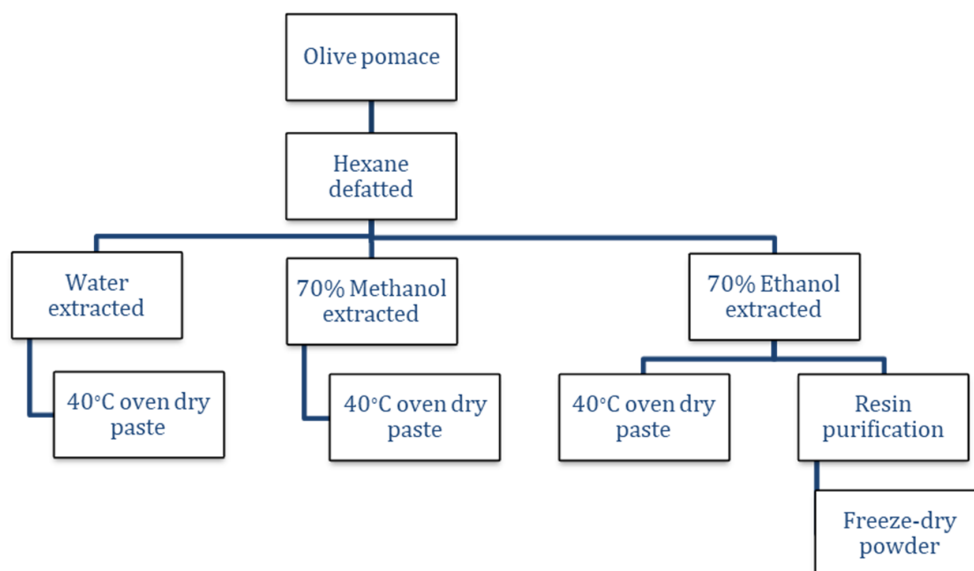 Olive pomace
Hexane
defatted
Water
extracted
70% Methanol
extracted
70% Ethanol
extracted
40°C oven dry
paste
40°C oven dry
paste
40°C oven dry
paste
Resin
purification
Freeze-dry
powder